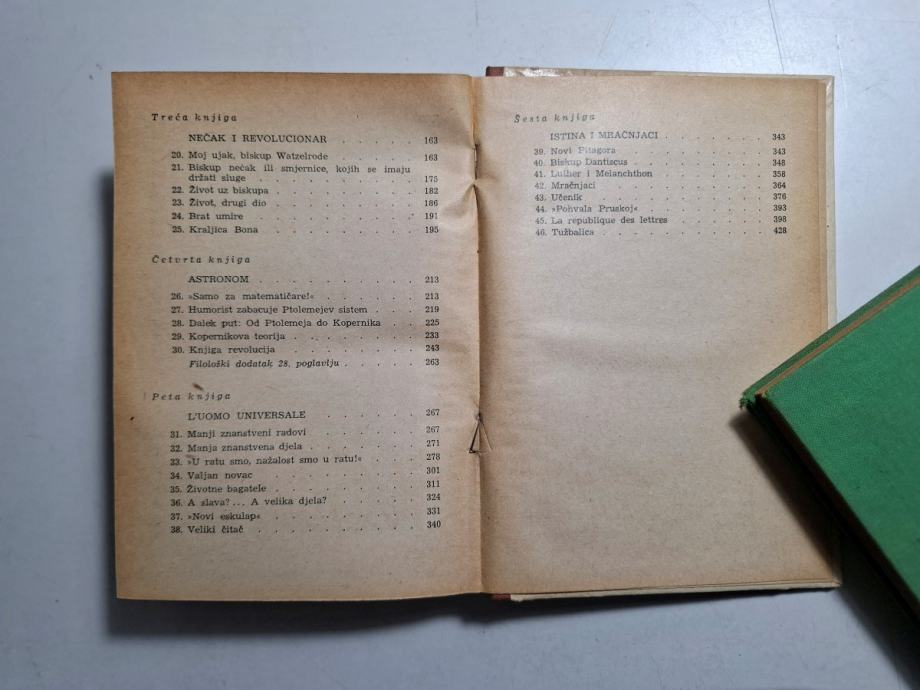 Treća knjiga
NEČAK I REVOLUCIONAR . . . . . . 163
20. Moj ujak, biskup Watzelrode . . . . . . 163
21. Biskup nećak ili smjernice, kojih se imaju
držati sluge . . . . . . . . . . 175
22. Život uz biskupa . . . . . . . . 182
23. Život, drugi dio . . . . . . . . 186
24. Brat umire . . . . . . . . . . 191
25. Kraljica Bona . . . . . . . . . 195
Četvrta knjiga
ASTRONOM . . . . . . . . . . 213
26. »Samo za matematičare!« . . . . . . 213
27. Humorist zabacuje Ptolemejev sistem . . . 219
28. Dalek put: Od Ptolemeja do Kopernika . . 225
29. Kopernikova teorija . . . . . . . 233
30. Knjiga revolucija . . . . . . . . 243
Filološki dodatak 28. poglavlju . . . . . 263
Peta knjiga
L'UOMO UNIVERSALE . . . . . . 267
31. Manji znanstveni radovi . . . . . . 267
32. Manja znanstvena djela . . . . . . 271
33. »U ratu smo, nažalost smo u ratu!« . . . . 278
34. Valjan novac . . . . . . . . . 301
35. Životne bagatele . . . . . . . . 311
36. A slava? ... A velika djela? . . . . . 324
37. »Novi eskulap« . . . . . . . . . 331
38. Veliki čitač . . . . . . . . . . 340
Šesta knjiga
ISTINA I MRAČNJACI . . . . . . . 343
39. Novi Pitagora . . . . . . . . . 343
40. Biskup Dantiscus . . . . . . . . 348
41. Luther i Melanchthon . . . . . . . 358
42. Mračnjaci . . . . . . . . . . 364
43. Učenik . . . . . . . . . . . 376
44. »Pohvala Pruskoj« . . . . . . . . 393
45. La republique des lettres . . . . . . 398
46. Tužbalica . . . . . . . . . . 428